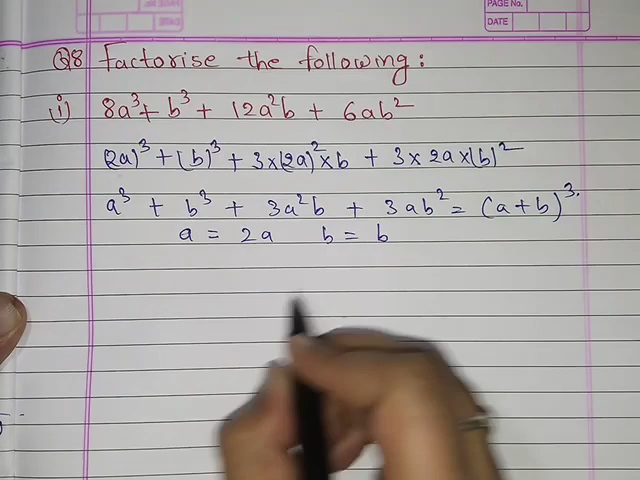 PAGE No.
DATE
Q8 Factorise the following:
(i) 8a³ + b³ + 12a²b + 6ab²
(2a)³ + (b)³ + 3×(2a)²×b + 3×2a×(b)²
a³ + b³ + 3a²b + 3ab² = (a+b)³.
a = 2a b = b